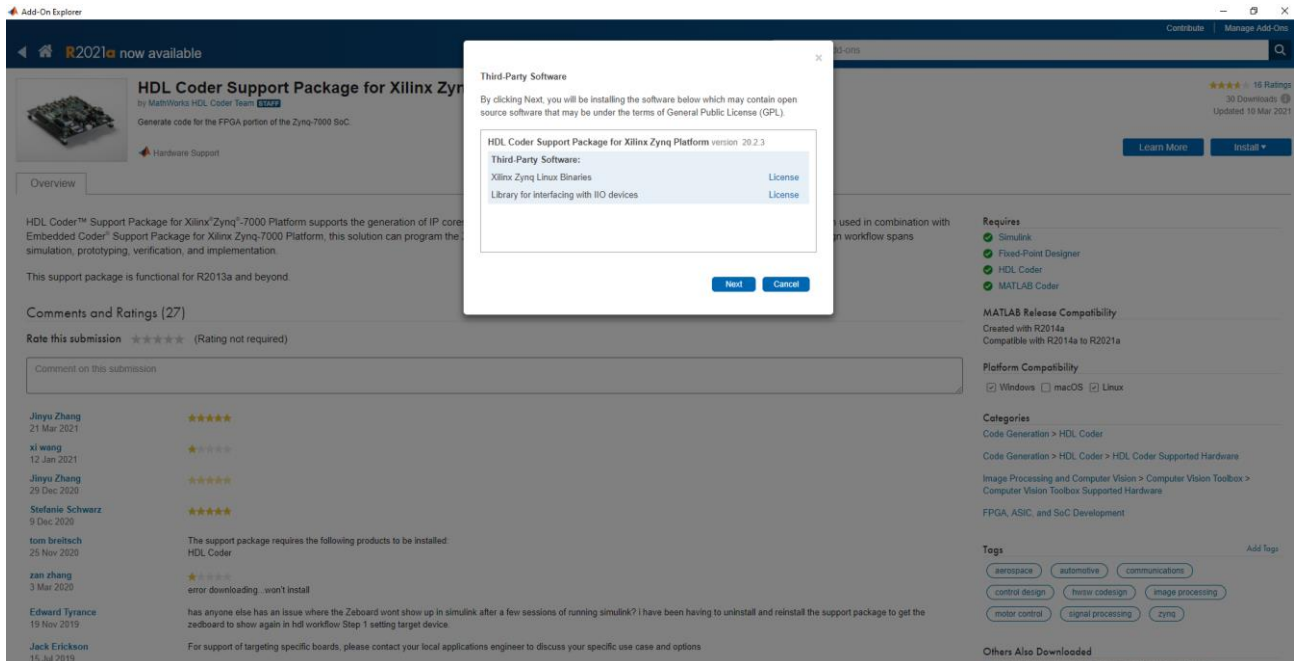 Add-On Explorer
Contribute | Manage Add-Ons
R2021a now available
dd-ons
HDL Coder Support Package for Xilinx Zyn
by MathWorks HDL Coder Team STAFF
Generate code for the FPGA portion of the Zynq-7000 SoC.
Hardware Support
16 Ratings
30 Downloads
Updated 10 Mar 2021
Learn More
Install
Third-Party Software
By clicking Next, you will be installing the software below which may contain open
source software that may be under the terms of General Public License (GPL).
HDL Coder Support Package for Xilinx Zynq Platform version 20.2.3
Third-Party Software:
Xilinx Zynq Linux Binaries License
Library for interfacing with IIO devices License
Next Cancel
Overview
HDL Coder™ Support Package for Xilinx®Zynq®-7000 Platform supports the generation of IP core
n used in combination with
Embedded Coder® Support Package for Xilinx Zynq-7000 Platform, this solution can program the
gn workflow spans
simulation, prototyping, verification, and implementation.
This support package is functional for R2013a and beyond.
Comments and Ratings (27)
Rate this submission (Rating not required)
Comment on this submission
Jinyu Zhang
21 Mar 2021
xi wang
12 Jan 2021
Jinyu Zhang
29 Dec 2020
Stefanie Schwarz
9 Dec 2020
tom breitsch
25 Nov 2020
The support package requires the following products to be installed:
HDL Coder
zan zhang
3 Mar 2020
error downloading...won't install
Edward Tyrance
19 Nov 2019
has anyone else has an issue where the Zaboard wont show up in simulink after a few sessions of running simulink? i have been having to uninstall and reinstall the support package to get the
zedboard to show again in hdl workflow Step 1 setting target device.
Jack Erickson
15 Jul 2019
For support of targeting specific boards, please contact your local applications engineer to discuss your specific use case and options
Requires
Simulink
Fixed-Point Designer
HDL Coder
MATLAB Coder
MATLAB Release Compatibility
Created with R2014a
Compatible with R2014a to R2021a
Platform Compatibility
Windows macOS Linux
Categories
Code Generation > HDL Coder
Code Generation > HDL Coder > HDL Coder Supported Hardware
Image Processing and Computer Vision > Computer Vision Toolbox >
Computer Vision Toolbox Supported Hardware
FPGA, ASIC, and SoC Development
Tags Add Tags
aerospace automotive communications
control design hwsw codesign image processing
motor control signal processing zynq
Others Also Downloaded